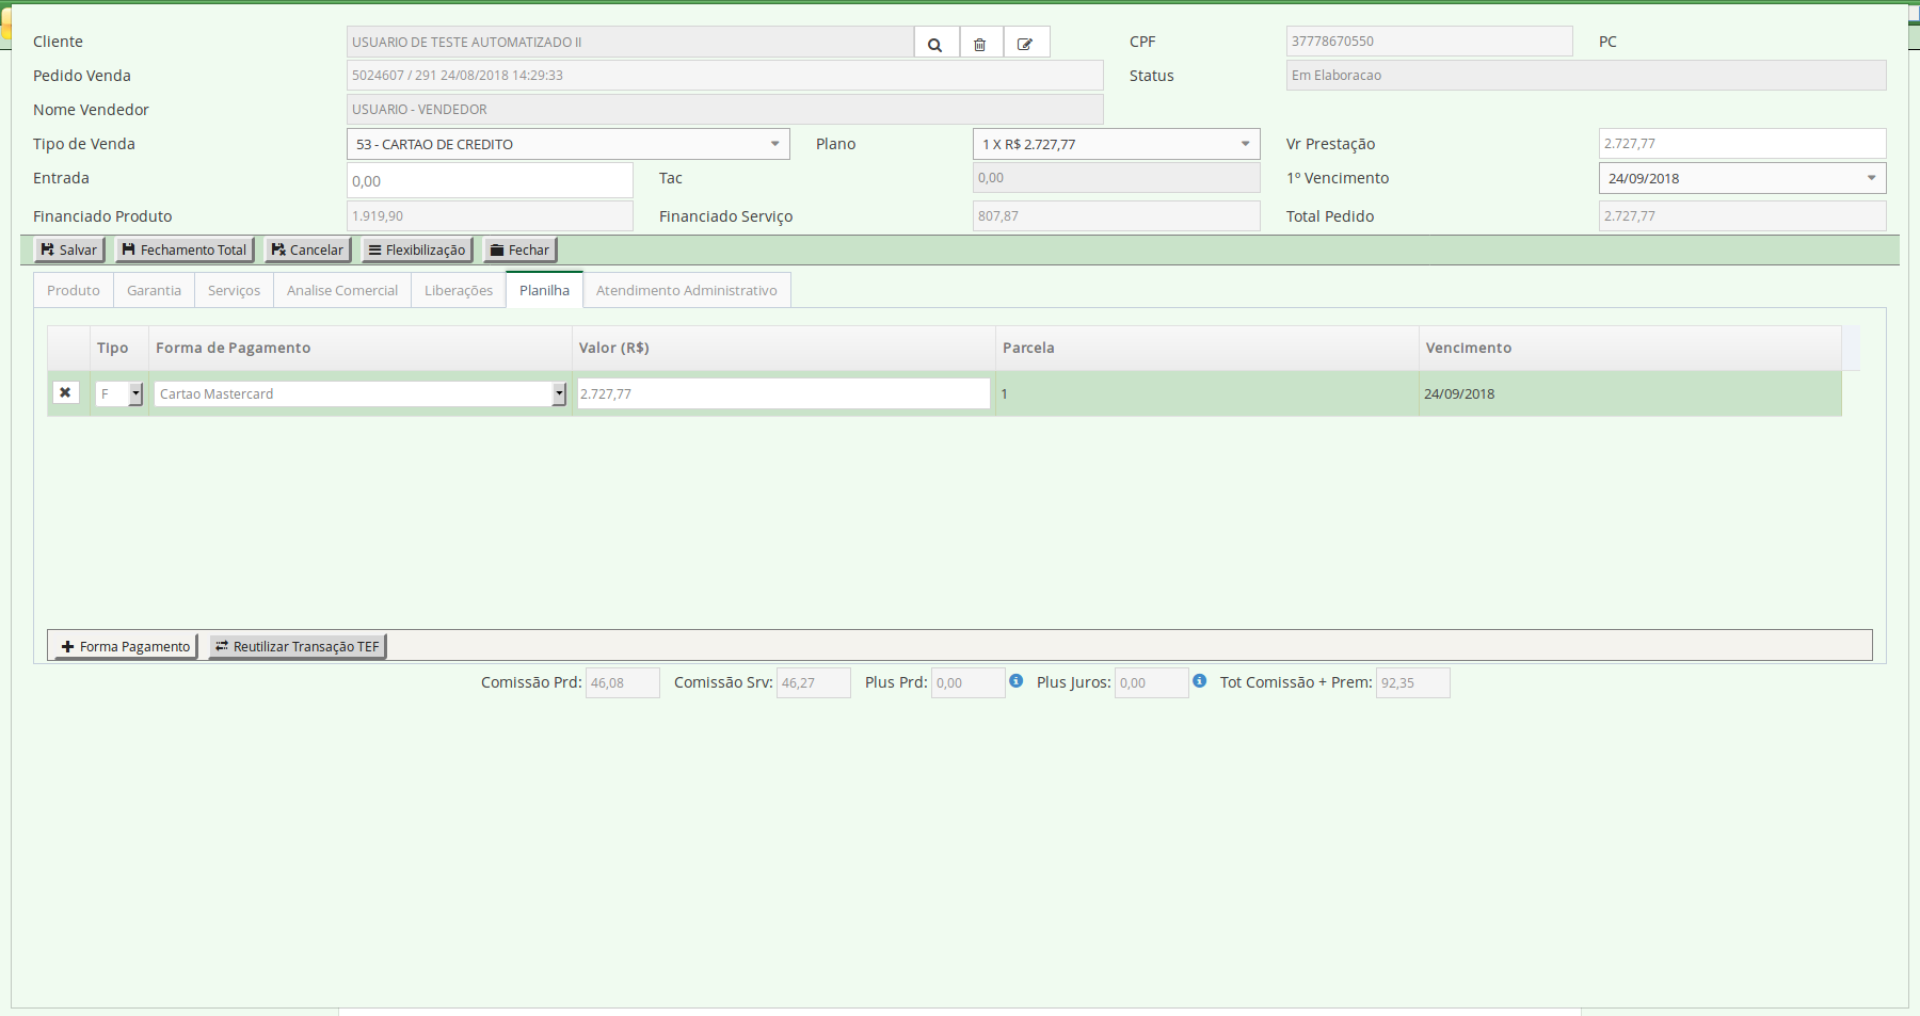 Cliente USUARIO DE TESTE AUTOMATIZADO II CPF 37778670550 PC
Pedido Venda 5024607 / 291 24/08/2018 14:29:33 Status Em Elaboracao
Nome Vendedor USUARIO - VENDEDOR
Tipo de Venda 53 - CARTAO DE CREDITO Plano 1 X R$ 2.727,77 Vr Prestação 2.727,77
Entrada 0,00 Tac 0,00 1º Vencimento 24/09/2018
Financiado Produto 1.919,90 Financiado Serviço 807,87 Total Pedido 2.727,77
Salvar Fechamento Total Cancelar Flexibilização Fechar
Produto Garantia Serviços Analise Comercial Liberações Planilha Atendimento Administrativo
Tipo Forma de Pagamento Valor (R$) Parcela Vencimento
F Cartao Mastercard 2.727,77 1 24/09/2018
Forma Pagamento Reutilizar Transação TEF
Comissão Prd: 46,08 Comissão Srv: 46,27 Plus Prd: 0,00 Plus Juros: 0,00 Tot Comissão + Prem: 92,35